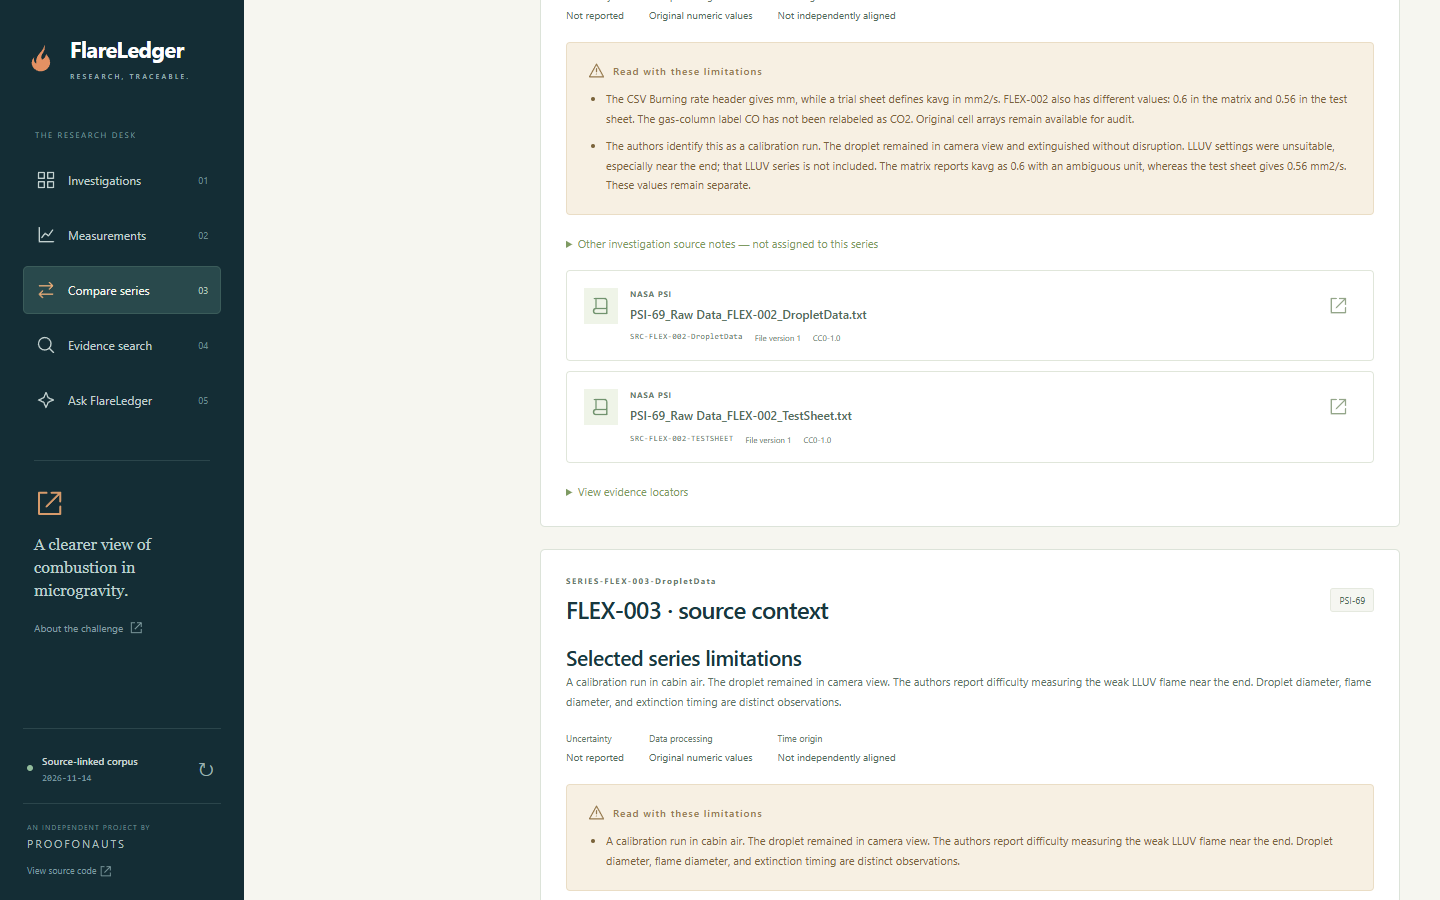 FlareLedger
RESEARCH, TRACEABLE.
THE RESEARCH DESK
Investigations 01
Measurements 02
Compare series 03
Evidence search 04
Ask FlareLedger 05
A clearer view of
combustion in
microgravity.
About the challenge
Source-linked corpus
2026-11-14
AN INDEPENDENT PROJECT BY
PROOFONAUTS
View source code
Not reported Original numeric values Not independently aligned
Read with these limitations
• The CSV Burning rate header gives mm, while a trial sheet defines kavg in mm2/s. FLEX-002 also has different values: 0.6 in the matrix and 0.56 in the test
sheet. The gas-column label CO has not been relabeled as CO2. Original cell arrays remain available for audit.
• The authors identify this as a calibration run. The droplet remained in camera view and extinguished without disruption. LLUV settings were unsuitable,
especially near the end; that LLUV series is not included. The matrix reports kavg as 0.6 with an ambiguous unit, whereas the test sheet gives 0.56 mm2/s.
These values remain separate.
Other investigation source notes — not assigned to this series
NASA PSI
PSI-69_Raw Data_FLEX-002_DropletData.txt
SRC-FLEX-002-DropletData File version 1 CC0-1.0
NASA PSI
PSI-69_Raw Data_FLEX-002_TestSheet.txt
SRC-FLEX-002-TESTSHEET File version 1 CC0-1.0
View evidence locators
SERIES-FLEX-003-DropletData
FLEX-003 · source context
PSI-69
Selected series limitations
A calibration run in cabin air. The droplet remained in camera view. The authors report difficulty measuring the weak LLUV flame near the end. Droplet diameter, flame
diameter, and extinction timing are distinct observations.
Uncertainty Data processing Time origin
Not reported Original numeric values Not independently aligned
Read with these limitations
• A calibration run in cabin air. The droplet remained in camera view. The authors report difficulty measuring the weak LLUV flame near the end. Droplet
diameter, flame diameter, and extinction timing are distinct observations.